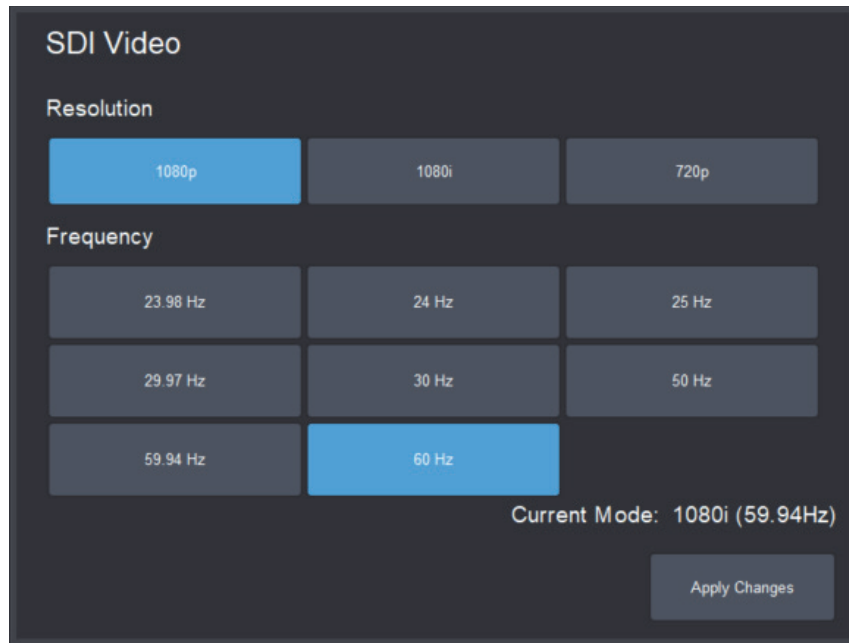 SDI Video
Resolution
1080p 1080i 720p
Frequency
23.98 Hz 24 Hz 25 Hz
29.97 Hz 30 Hz 50 Hz
59.94 Hz 60 Hz
Current Mode: 1080i (59.94Hz)
Apply Changes